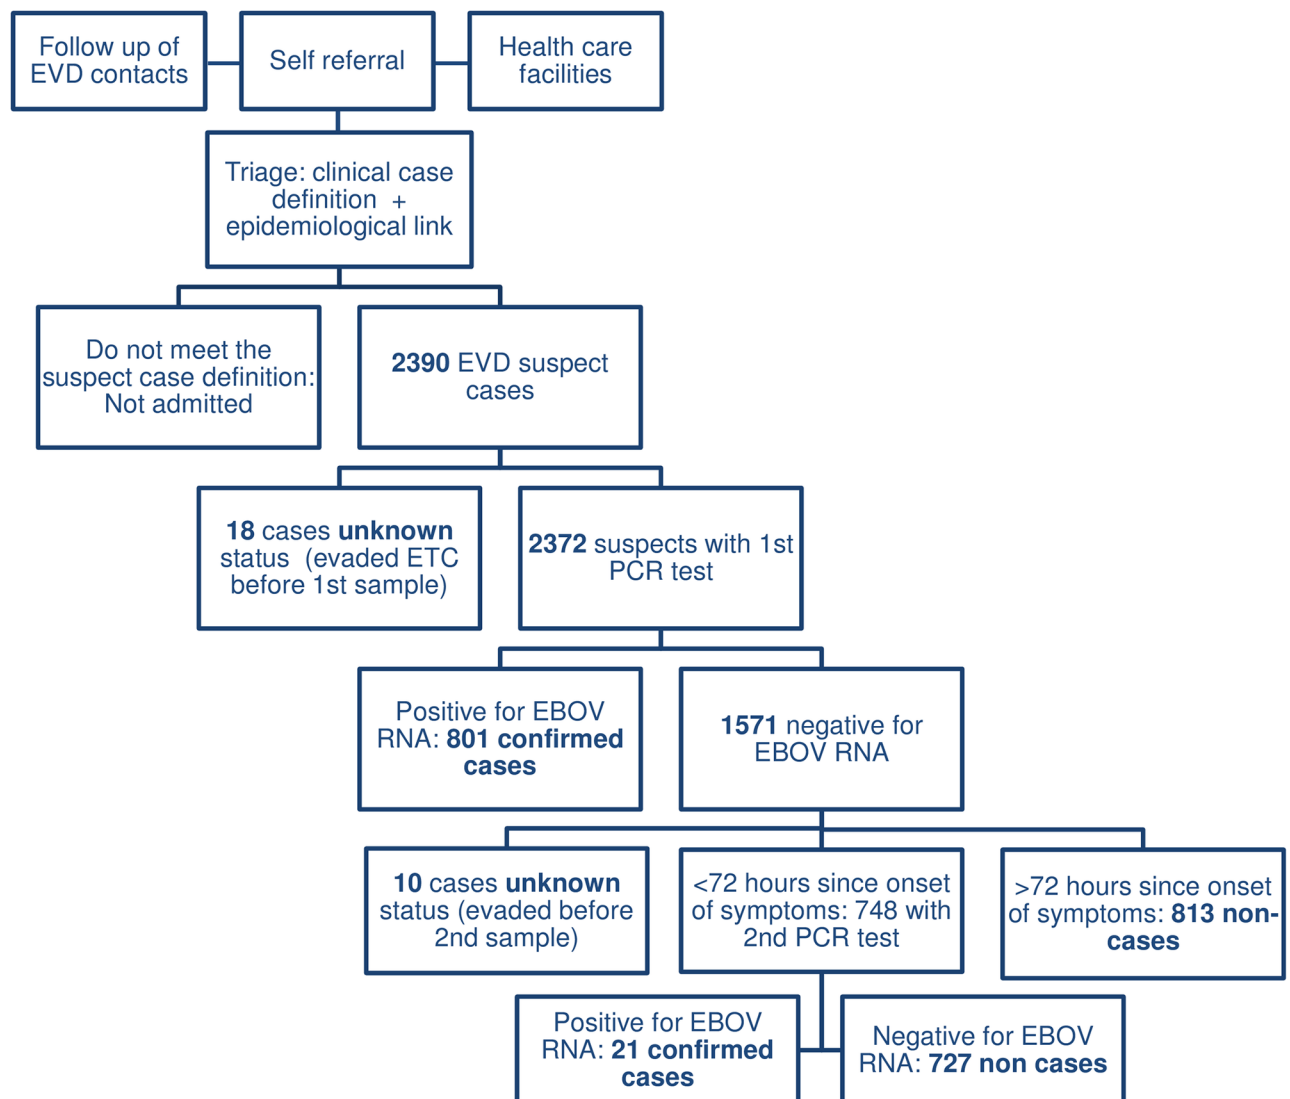 Follow up of
EVD contacts
Self referral
Health care
facilities
Triage: clinical case
definition  +
epidemiological link
Do not meet the
suspect case definition:
Not admitted
2390 EVD suspect
cases
18 cases unknown
status  (evaded ETC
before 1st sample)
2372 suspects with 1st
PCR test
Positive for EBOV
RNA: 801 confirmed
cases
1571 negative for
EBOV RNA
10 cases unknown
status (evaded before
2nd sample)
<72 hours since onset
of symptoms: 748 with
2nd PCR test
>72 hours since onset
of symptoms: 813 non-
cases
Positive for EBOV
RNA: 21 confirmed
cases
Negative for EBOV
RNA: 727 non cases